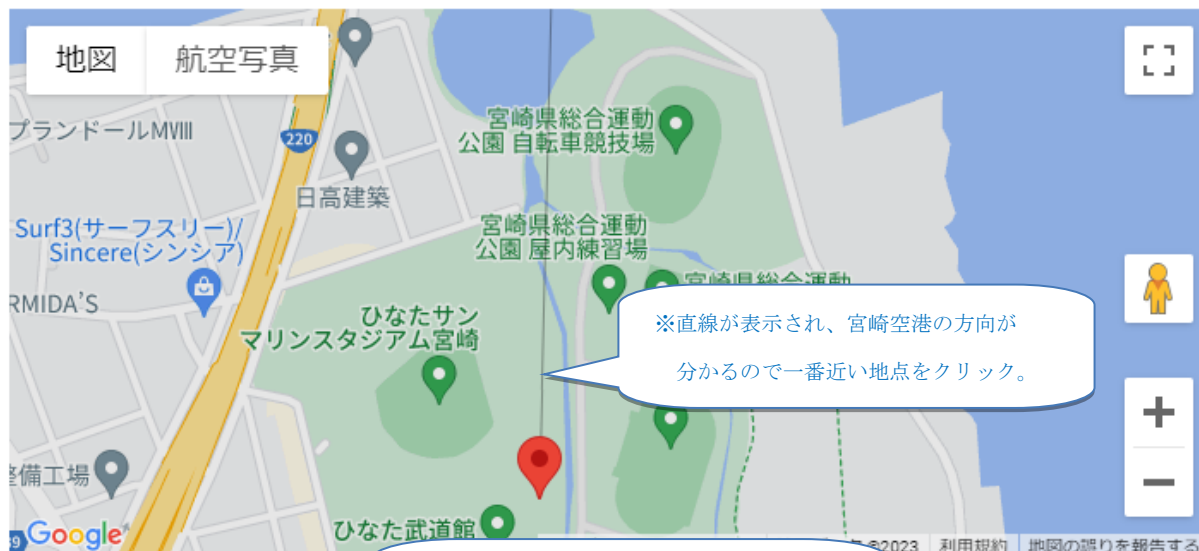 地図
航空写真
プランドールMⅧ
220
日高建築
宮崎県総合運動
公園 自転車競技場
Surf3(サーフスリー)/
Sincere(シンシア)
宮崎県総合運動
公園 屋内練習場
宮崎県総合運動
RMIDA'S
ひなたサン
マリンスタジアム宮崎
※直線が表示され、宮崎空港の方向が
分かるので一番近い地点をクリック。
整備工場
ひなた武道館
Google
©2023
利用規約
地図の誤りを報告する